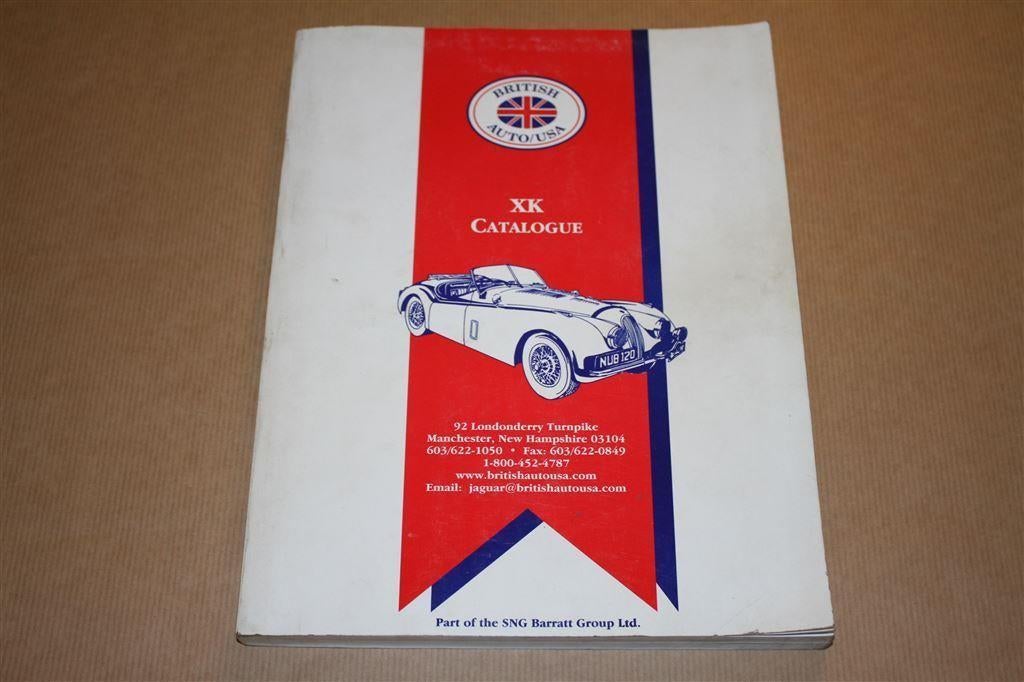 BRITISH
AUTO/USA
XK
CATALOGUE
NUB 120
92 Londonderry Turnpike
Manchester, New Hampshire 03104
603/622-1050 • Fax: 603/622-0849
1-800-452-4787
www.britishautousa.com
Email: jaguar@britishautousa.com
Part of the SNG Barratt Group Ltd.